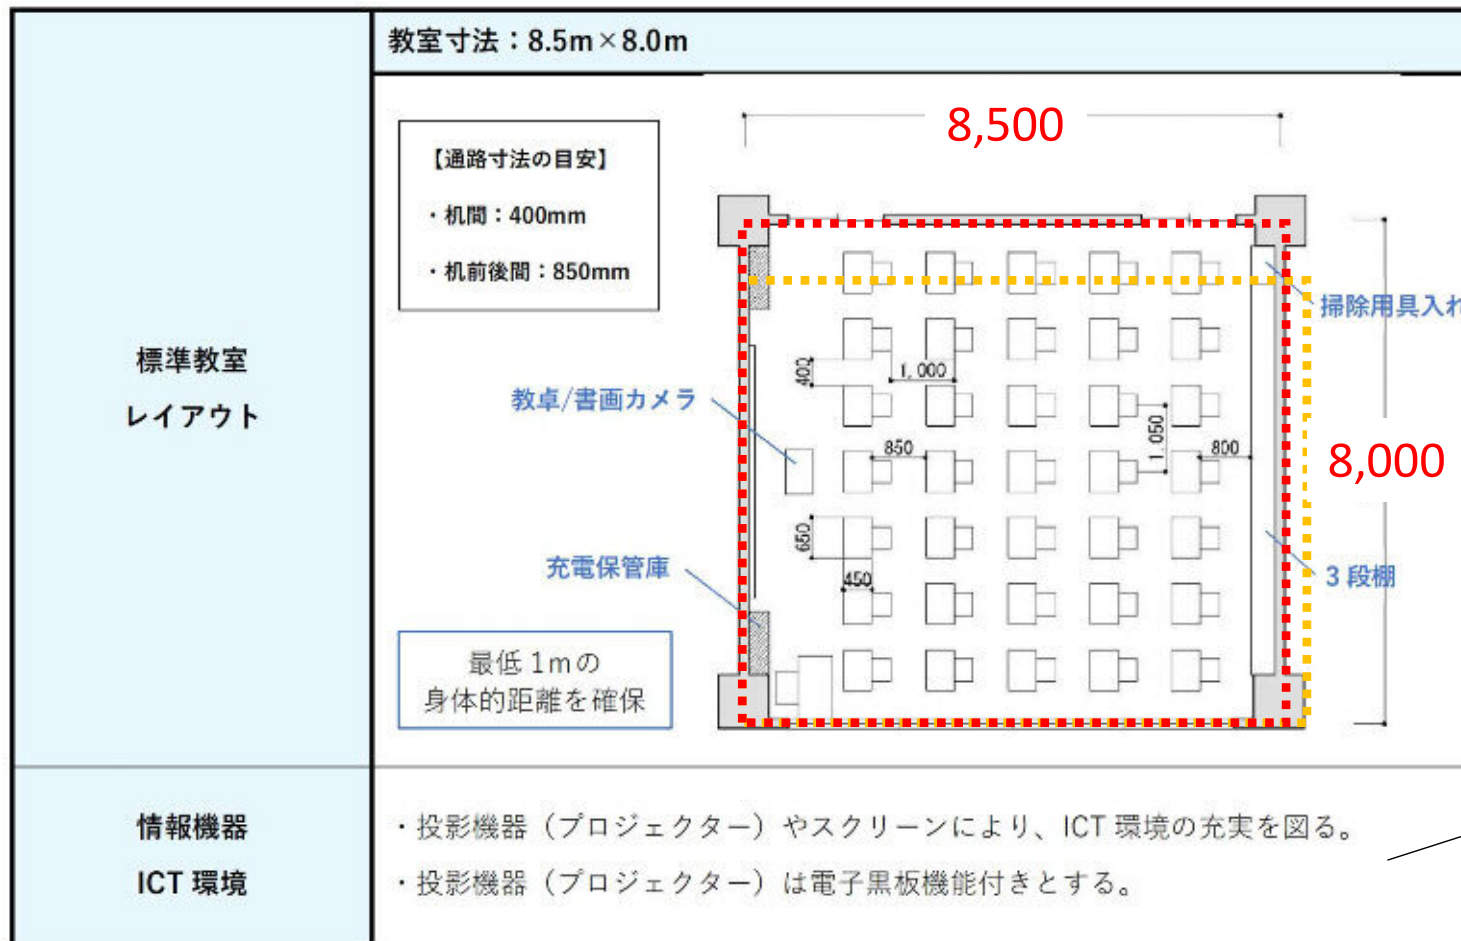 教室寸法：8.5m×8.0m
標準教室
レイアウト
【通路寸法の目安】
・机間：400mm
・机前後間：850mm
8,500
掃除用具入れ
400
1,000
教卓/書画カメラ
850
1,050
800
8,000
650
充電保管庫
450
3段棚
最低1mの
身体的距離を確保
情報機器
ICT環境
・投影機器（プロジェクター）やスクリーンにより、ICT環境の充実を図る。
・投影機器（プロジェクター）は電子黒板機能付きとする。